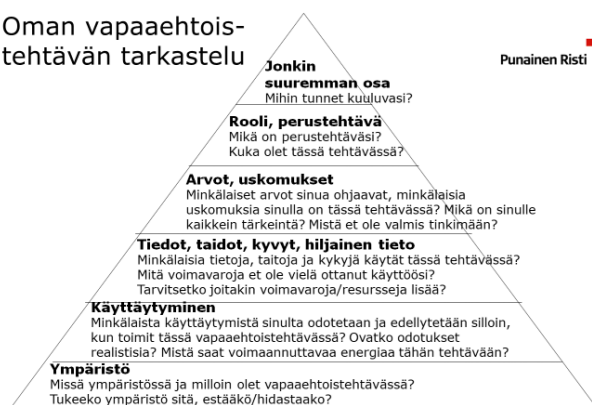 Oman vapaaehtois-
tehtävän tarkastelu
Punainen Risti
Jonkin
suuremman osa
Mihin tunnet kuuluvasi?
Rooli, perustehtävä
Mikä on perustehtäväsi?
Kuka olet tässä tehtävässä?
Arvot, uskomukset
Minkälaiset arvot sinua ohjaavat, minkälaisia
uskomuksia sinulla on tässä tehtävässä? Mikä on sinulle
kaikkein tärkeintä? Mistä et ole valmis tinkimään?
Tiedot, taidot, kyvyt, hiljainen tieto
Minkälaisia tietoja, taitoja ja kykyjä käytät tässä tehtävässä?
Mitä voimavaroja et ole vielä ottanut käyttöösi?
Tarvitsetko joitakin voimavaroja/resursseja lisää?
Käyttäytyminen
Minkälaista käyttäytymistä sinulta odotetaan ja edellytetään silloin,
kun toimit tässä vapaaehtoistehtävässä? Ovatko odotukset
realistisia? Mistä saat voimaannuttavaa energiaa tähän tehtävään?
Ympäristö
Missä ympäristössä ja milloin olet vapaaehtoistehtävässä?
Tukeeko ympäristö sitä, estääkö/hidastaako?